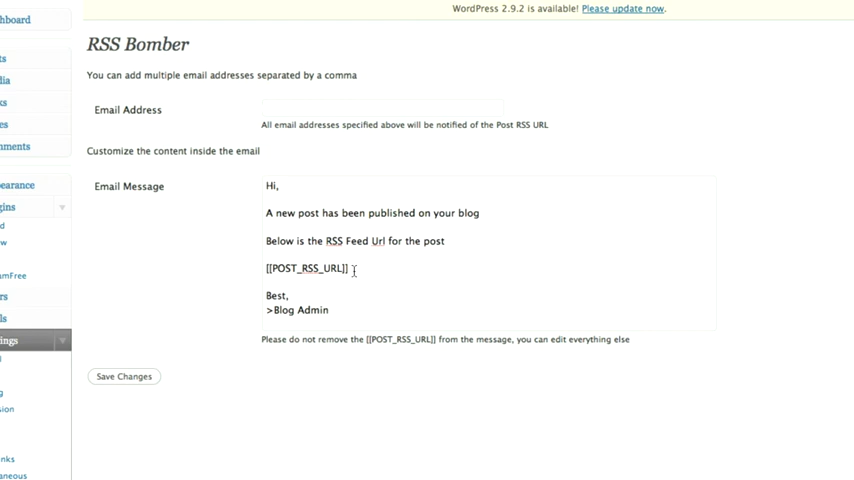 WordPress 2.9.2 is available! Please update now.
hboard
RSS Bomber
ts
You can add multiple email addresses separated by a comma
dia
ks
Email Address
es
All email addresses specified above will be notified of the Post RSS URL
nments
Customize the content inside the email
earance
Email Message
Hi,
gins
A new post has been published on your blog
d
w
Below is the RSS Feed Url for the post
umFree
[[POST_RSS_URL]]
rs
Best,
>Blog Admin
ls
ings
Please do not remove the [[POST_RSS_URL]] from the message, you can edit everything else
l
Save Changes
g
sion
nks
aneous